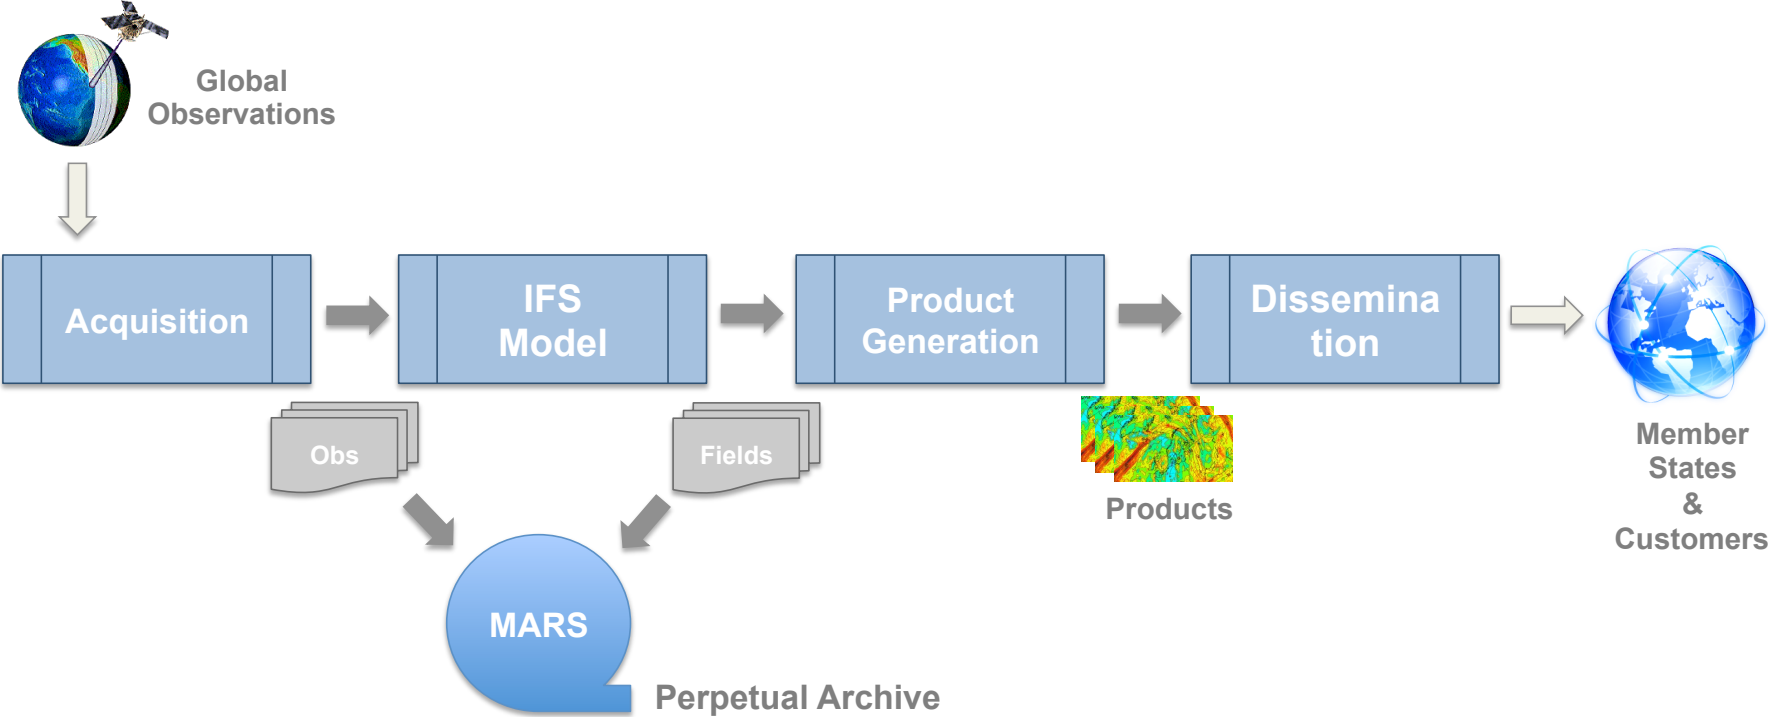 Global
Observations
Acquisition
IFS
Model
Product
Generation
Dissemina
tion
Obs
Fields
Products
Member
States
&
Customers
MARS
Perpetual Archive